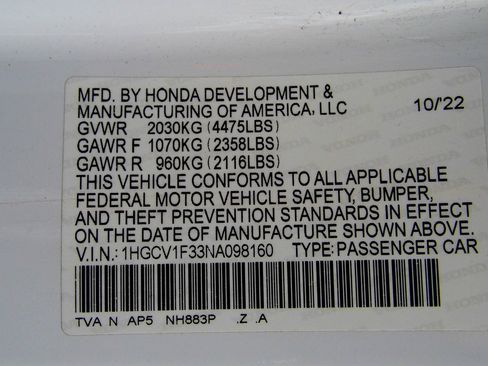 MFD. BY HONDA DEVELOPMENT &
MANUFACTURING OF AMERICA, LLC 10/'22
GVWR 2030KG (4475LBS)
GAWR F 1070KG (2358LBS)
GAWR R 960KG (2116LBS)
THIS VEHICLE CONFORMS TO ALL APPLICABLE
FEDERAL MOTOR VEHICLE SAFETY, BUMPER,
AND THEFT PREVENTION STANDARDS IN EFFECT
ON THE DATE OF MANUFACTURE SHOWN ABOVE.
V.I.N.: 1HGCV1F33NA098160 TYPE: PASSENGER CAR
TVA N AP5 NH883P .Z .A